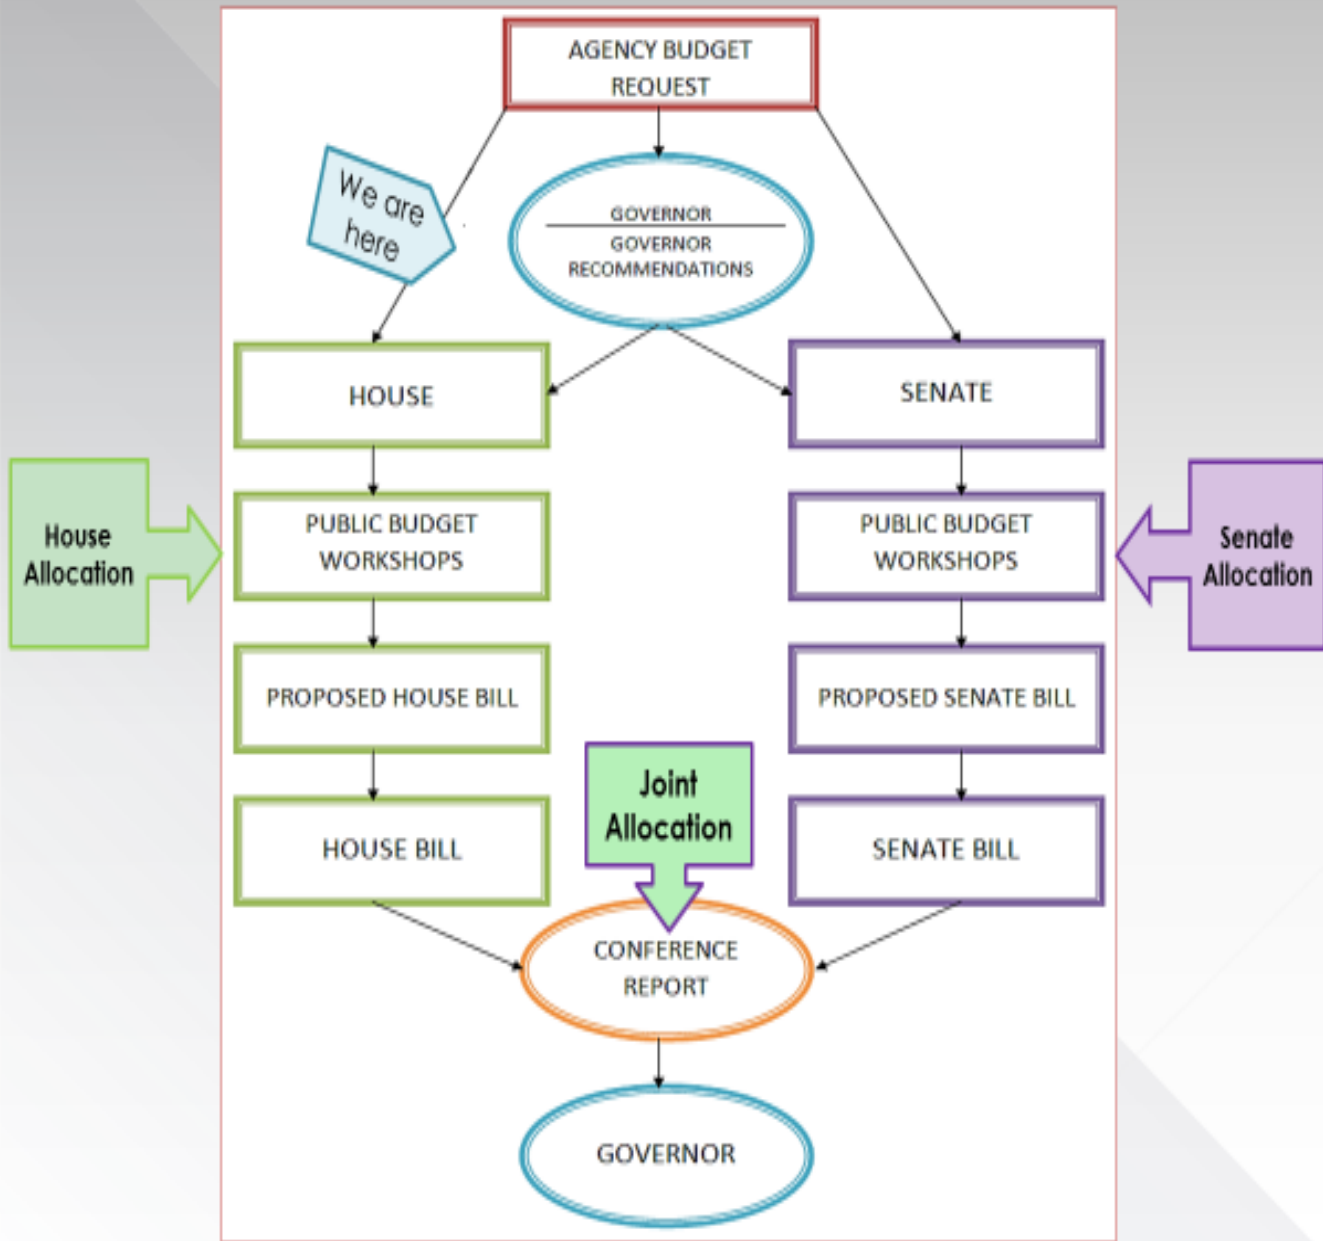 AGENCY BUDGET
REQUEST
We are
here
GOVERNOR
GOVERNOR
RECOMMENDATIONS
HOUSE
SENATE
House
Allocation
PUBLIC BUDGET
WORKSHOPS
PUBLIC BUDGET
WORKSHOPS
Senate
Allocation
PROPOSED HOUSE BILL
PROPOSED SENATE BILL
Joint
Allocation
HOUSE BILL
SENATE BILL
CONFERENCE
REPORT
GOVERNOR